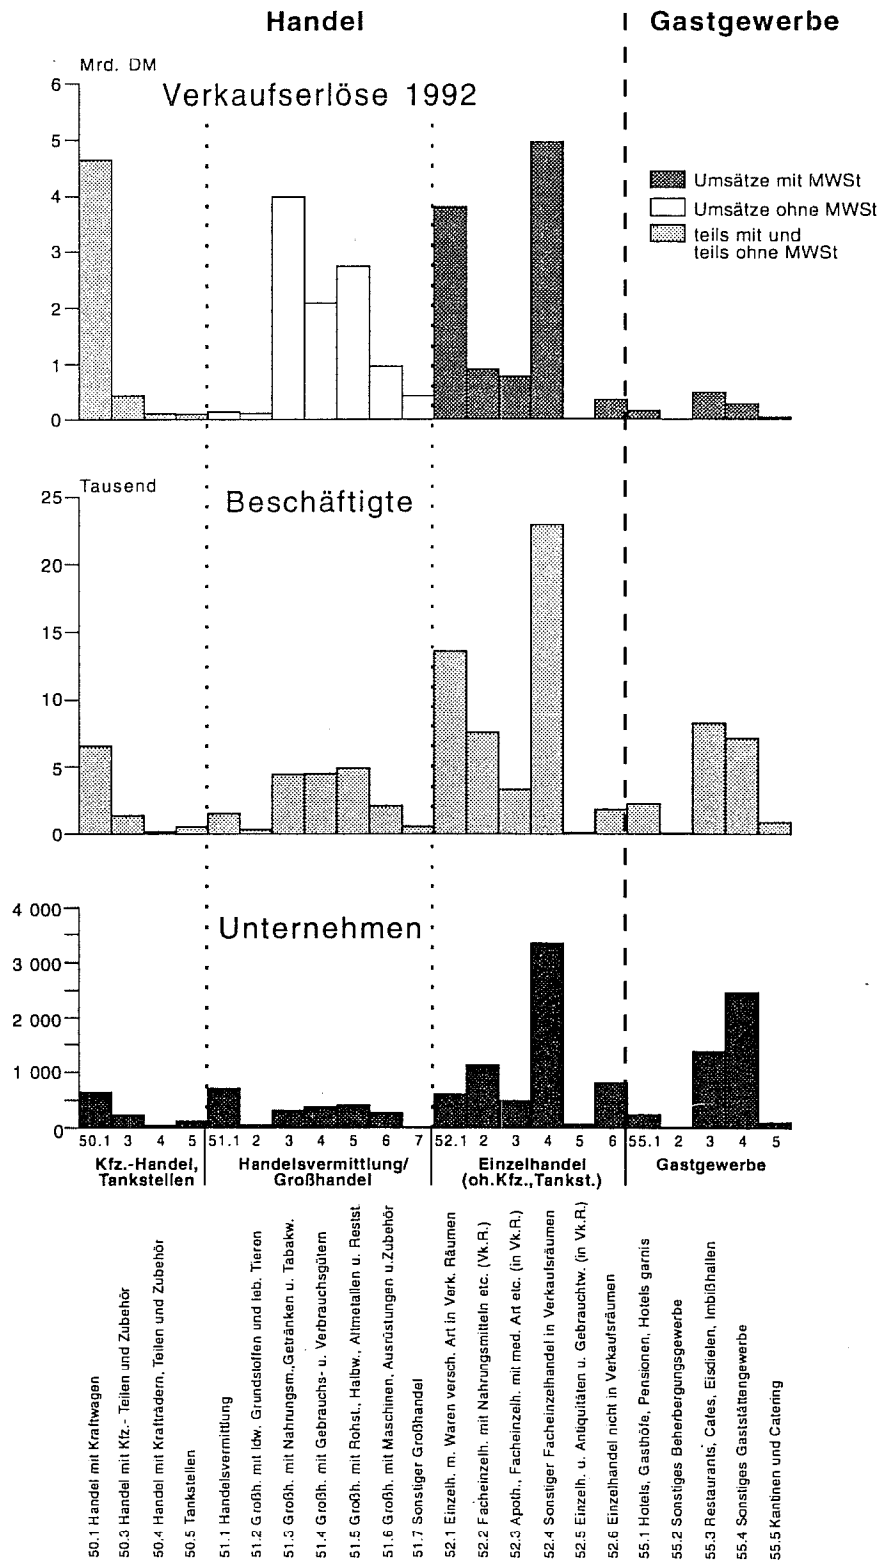 Handel
Gastgewerbe
Mrd. DM
Verkaufserlöse 1992
6
5
4
3
2
1
0
Umsätze mit MWSt
Umsätze ohne MWSt
teils mit und
teils ohne MWSt
Tausend
Beschäftigte
25
20
15
10
5
0
Unternehmen
4 000
3 000
2 000
1 000
0
50.1 3 4 5 51.1 2 3 4 5 6 7 52.1 2 3 4 5 6 55.1 2 3 4 5
Kfz.-Handel,
Tankstellen
Handelsvermittlung/
Großhandel
Einzelhandel
(oh.Kfz.,Tankst.)
Gastgewerbe
50.1 Handel mit Kraftwagen
50.3 Handel mit Kfz.- Teilen und Zubehör
50.4 Handel mit Krafträdern, Teilen und Zubehör
50.5 Tankstellen
51.1 Handelsvermittlung
51.2 Großh. mit ldw. Grundstoffen und leb. Tieren
51.3 Großh. mit Nahrungsm.,Getränken u. Tabakw.
51.4 Großh. mit Gebrauchs- u. Verbrauchsgütern
51.5 Großh. mit Rohst., Halbw., Altmetallen u. Restst.
51.6 Großh. mit Maschinen, Ausrüstungen u.Zubehör
51.7 Sonstiger Großhandel
52.1 Einzelh. m. Waren versch. Art in Verk. Räumen
52.2 Facheinzelh. mit Nahrungsmitteln etc. (Vk.R.)
52.3 Apoth., Facheinzelh. mit med. Art etc. (in Vk.R.)
52.4 Sonstiger Facheinzelhandel in Verkaufsräumen
52.5 Einzelh. u. Antiquitäten u. Gebrauchtw. (in Vk.R.)
52.6 Einzelhandel nicht in Verkaufsräumen
55.1 Hotels, Gasthöfe, Pensionen, Hotels garnis
55.2 Sonstiges Beherbergungsgewerbe
55.3 Restaurants, Cafes, Eisdielen, Imbißhallen
55.4 Sonstiges Gaststättengewerbe
55.5 Kantinen und Catering